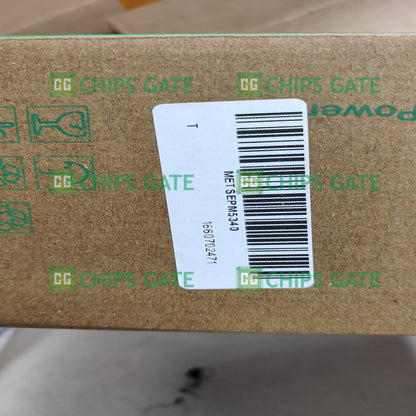 CHIPS GATE
CHIPS GATE
Power
T
METSEPM5340
1660702471
CHIPS GATE
CHIPS GATE
CHIPS GATE
CHIPS GATE